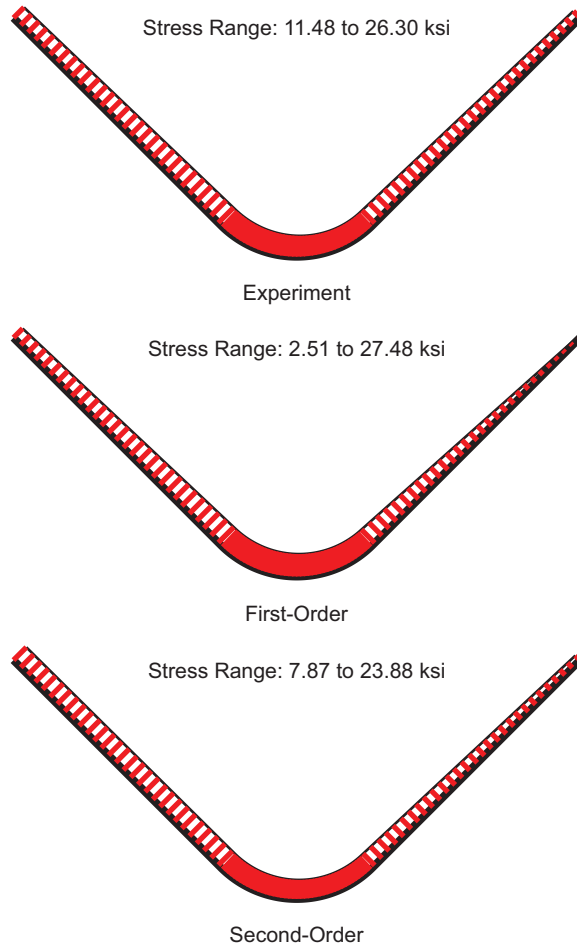 Stress Range: 11.48 to 26.30 ksi
Experiment
Stress Range: 2.51 to 27.48 ksi
First-Order
Stress Range: 7.87 to 23.88 ksi
Second-Order